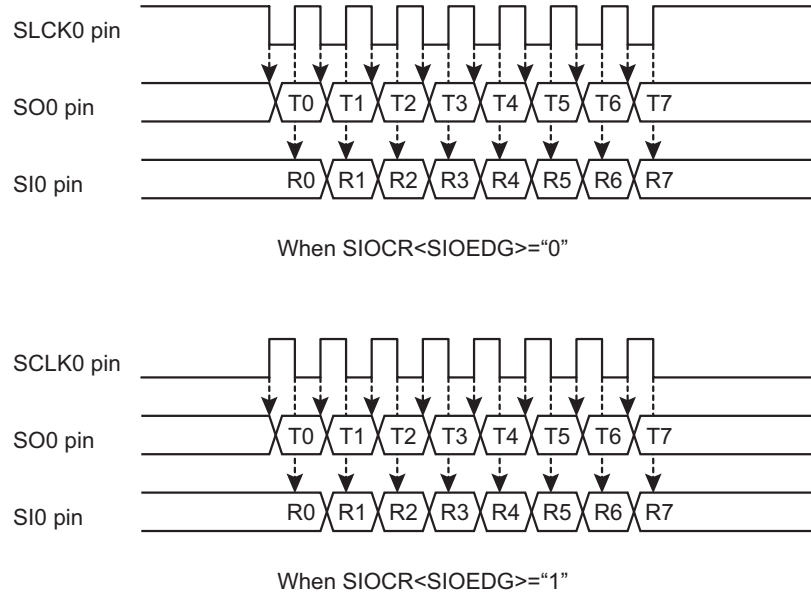 SLCK0 pin
SO0 pin T0 T1 T2 T3 T4 T5 T6 T7
SI0 pin R0 R1 R2 R3 R4 R5 R6 R7
When SIOCR<SIOEDG>=“0”
SCLK0 pin
SO0 pin T0 T1 T2 T3 T4 T5 T6 T7
SI0 pin R0 R1 R2 R3 R4 R5 R6 R7
When SIOCR<SIOEDG>=“1”